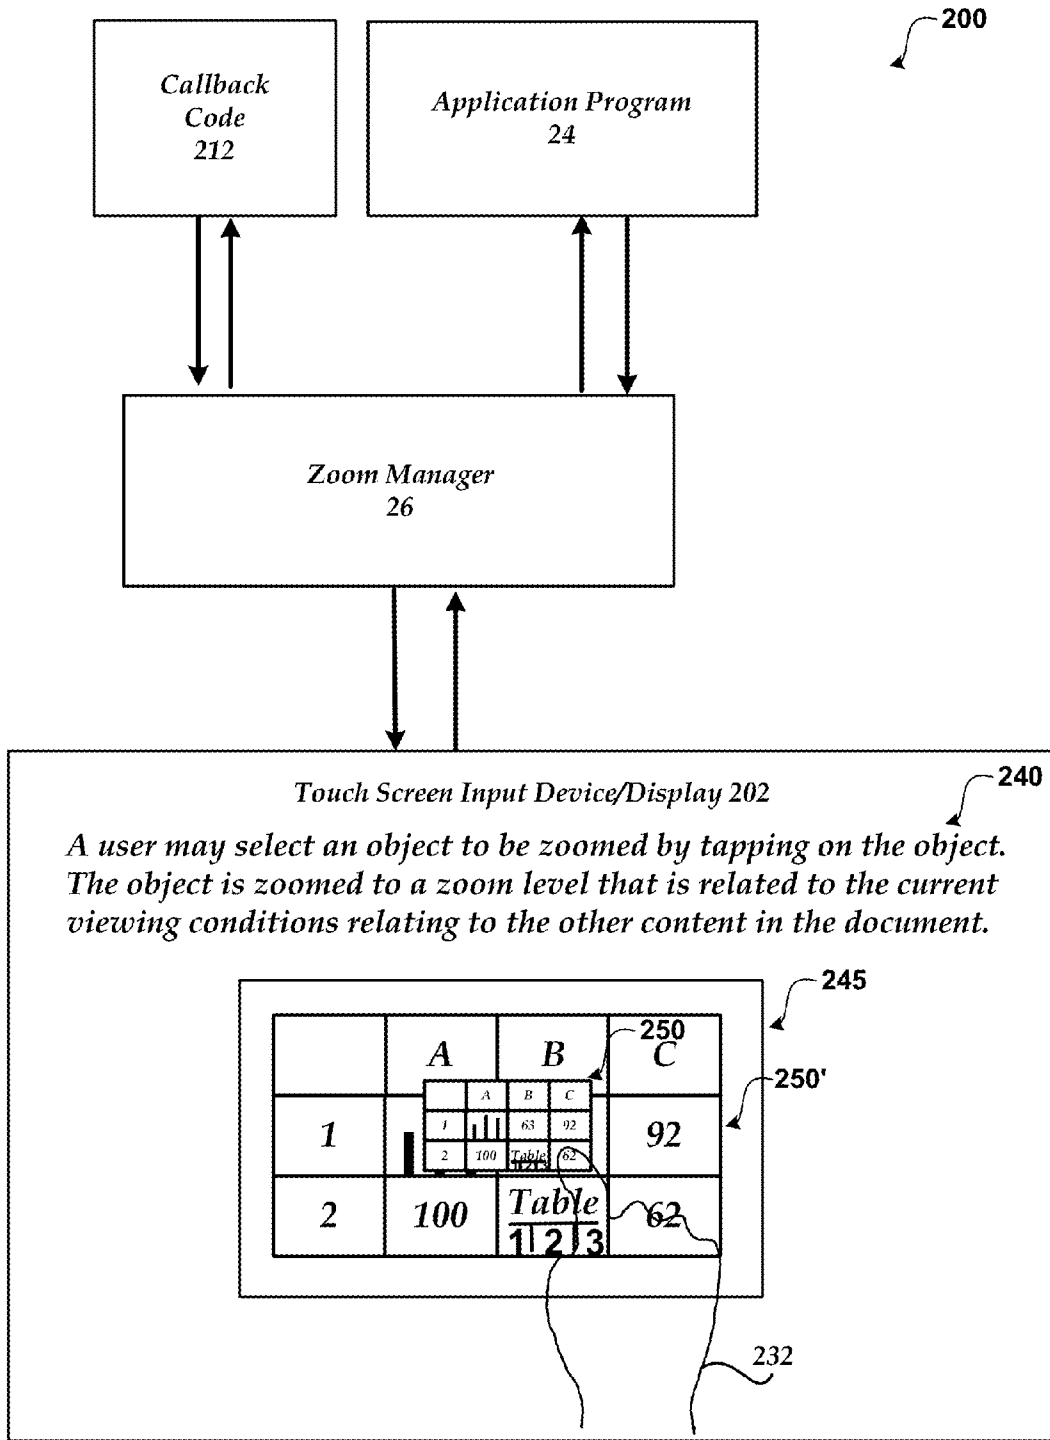 200
Callback
Code
212
Application Program
24
Zoom Manager
26
Touch Screen Input Device/Display 202
240
A user may select an object to be zoomed by tapping on the object.
The object is zoomed to a zoom level that is related to the current
viewing conditions relating to the other content in the document.
245
250
A B C
250'
A B C
1 63 92
1 92
2 100 Table 62
1 2 3
2 100 Table 62
1 2 3
232